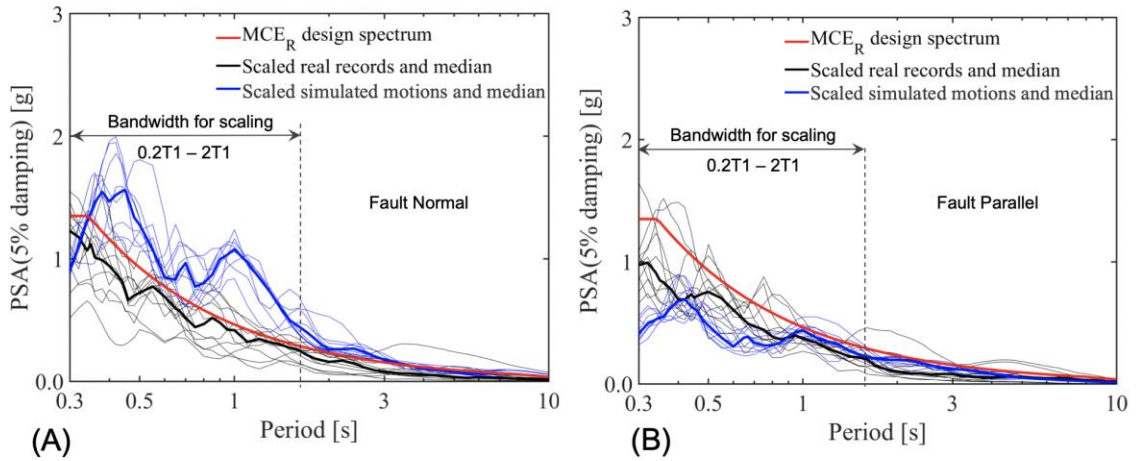 3
MCE_R design spectrum
Scaled real records and median
Scaled simulated motions and median
PSA(5% damping) [g]
2
Bandwidth for scaling
0.2T1 – 2T1
Fault Normal
1
0.0
0.3
0.5
1
3
10
Period [s]
(A)
3
MCE_R design spectrum
Scaled real records and median
Scaled simulated motions and median
PSA(5% damping) [g]
2
Bandwidth for scaling
0.2T1 – 2T1
Fault Parallel
1
0.0
0.3
0.5
1
3
10
Period [s]
(B)